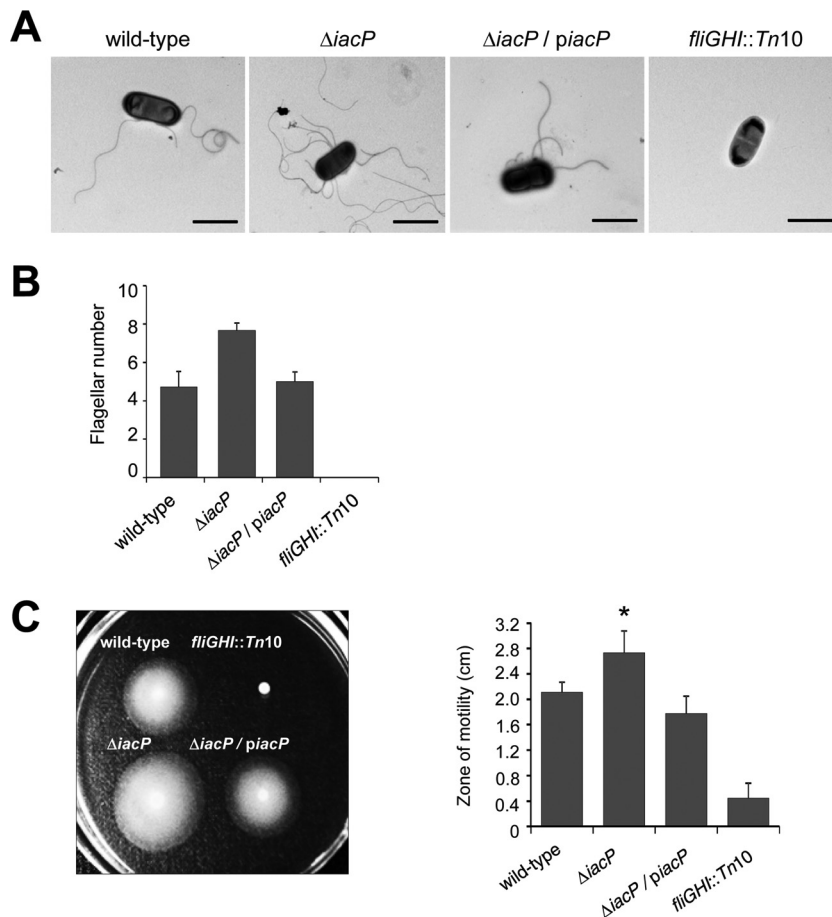 A
wild-type
ΔiacP
ΔiacP / piacP
fliGHI::Tn10
B
Flagellar number
10
8
6
4
2
0
wild-type
ΔiacP
ΔiacP / piacP
fliGHI::Tn10
C
wild-type
fliGHI::Tn10
ΔiacP
ΔiacP / piacP
Zone of motility (cm)
3.2
2.8
2.4
2.0
1.6
1.2
0.8
0.4
0
*
wild-type
ΔiacP
ΔiacP / piacP
fliGHI::Tn10